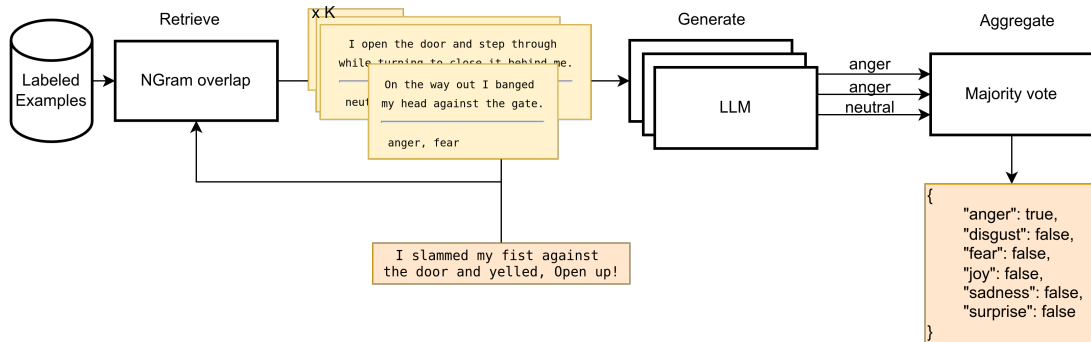 Retrieve
Generate
Aggregate
x K
Labeled
Examples
NGram overlap
I open the door and step through
while turning to close it behind me.
On the way out I banged
my head against the gate.
anger, fear
LLM
anger
anger
neutral
Majority vote
I slammed my fist against
the door and yelled, Open up!
{
"anger": true,
"disgust": false,
"fear": false,
"joy": false,
"sadness": false,
"surprise": false
}